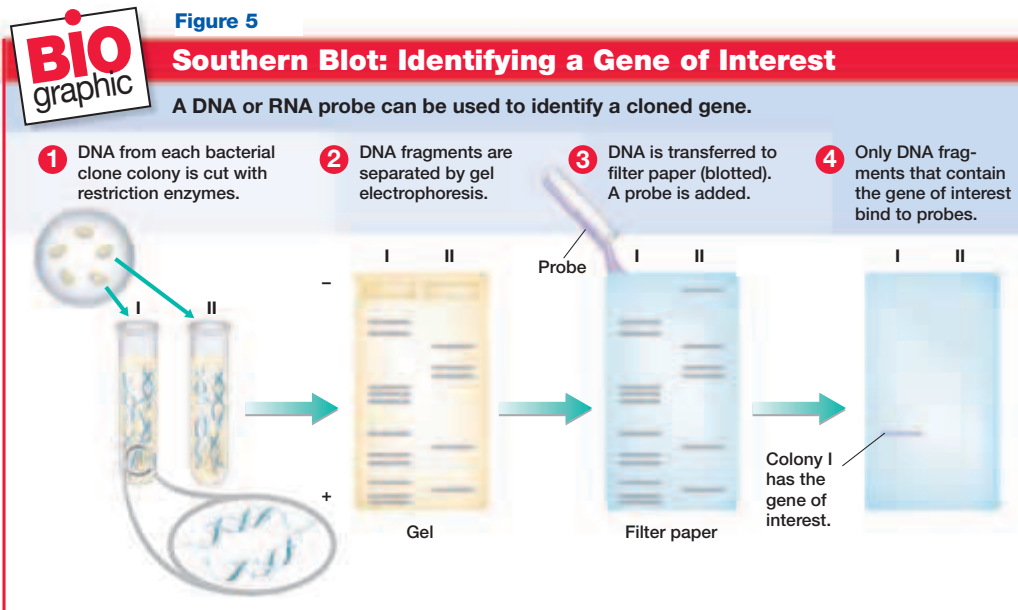 Figure 5
BIO
graphic
Southern Blot: Identifying a Gene of Interest
A DNA or RNA probe can be used to identify a cloned gene.
1 DNA from each bacterial
clone colony is cut with
restriction enzymes.
2 DNA fragments are
separated by gel
electrophoresis.
3 DNA is transferred to
filter paper (blotted).
A probe is added.
4 Only DNA frag-
ments that contain
the gene of interest
bind to probes.
I II
I II
–
+
Gel
Probe
I II
Filter paper
I II
Colony I
has the
gene of
interest.